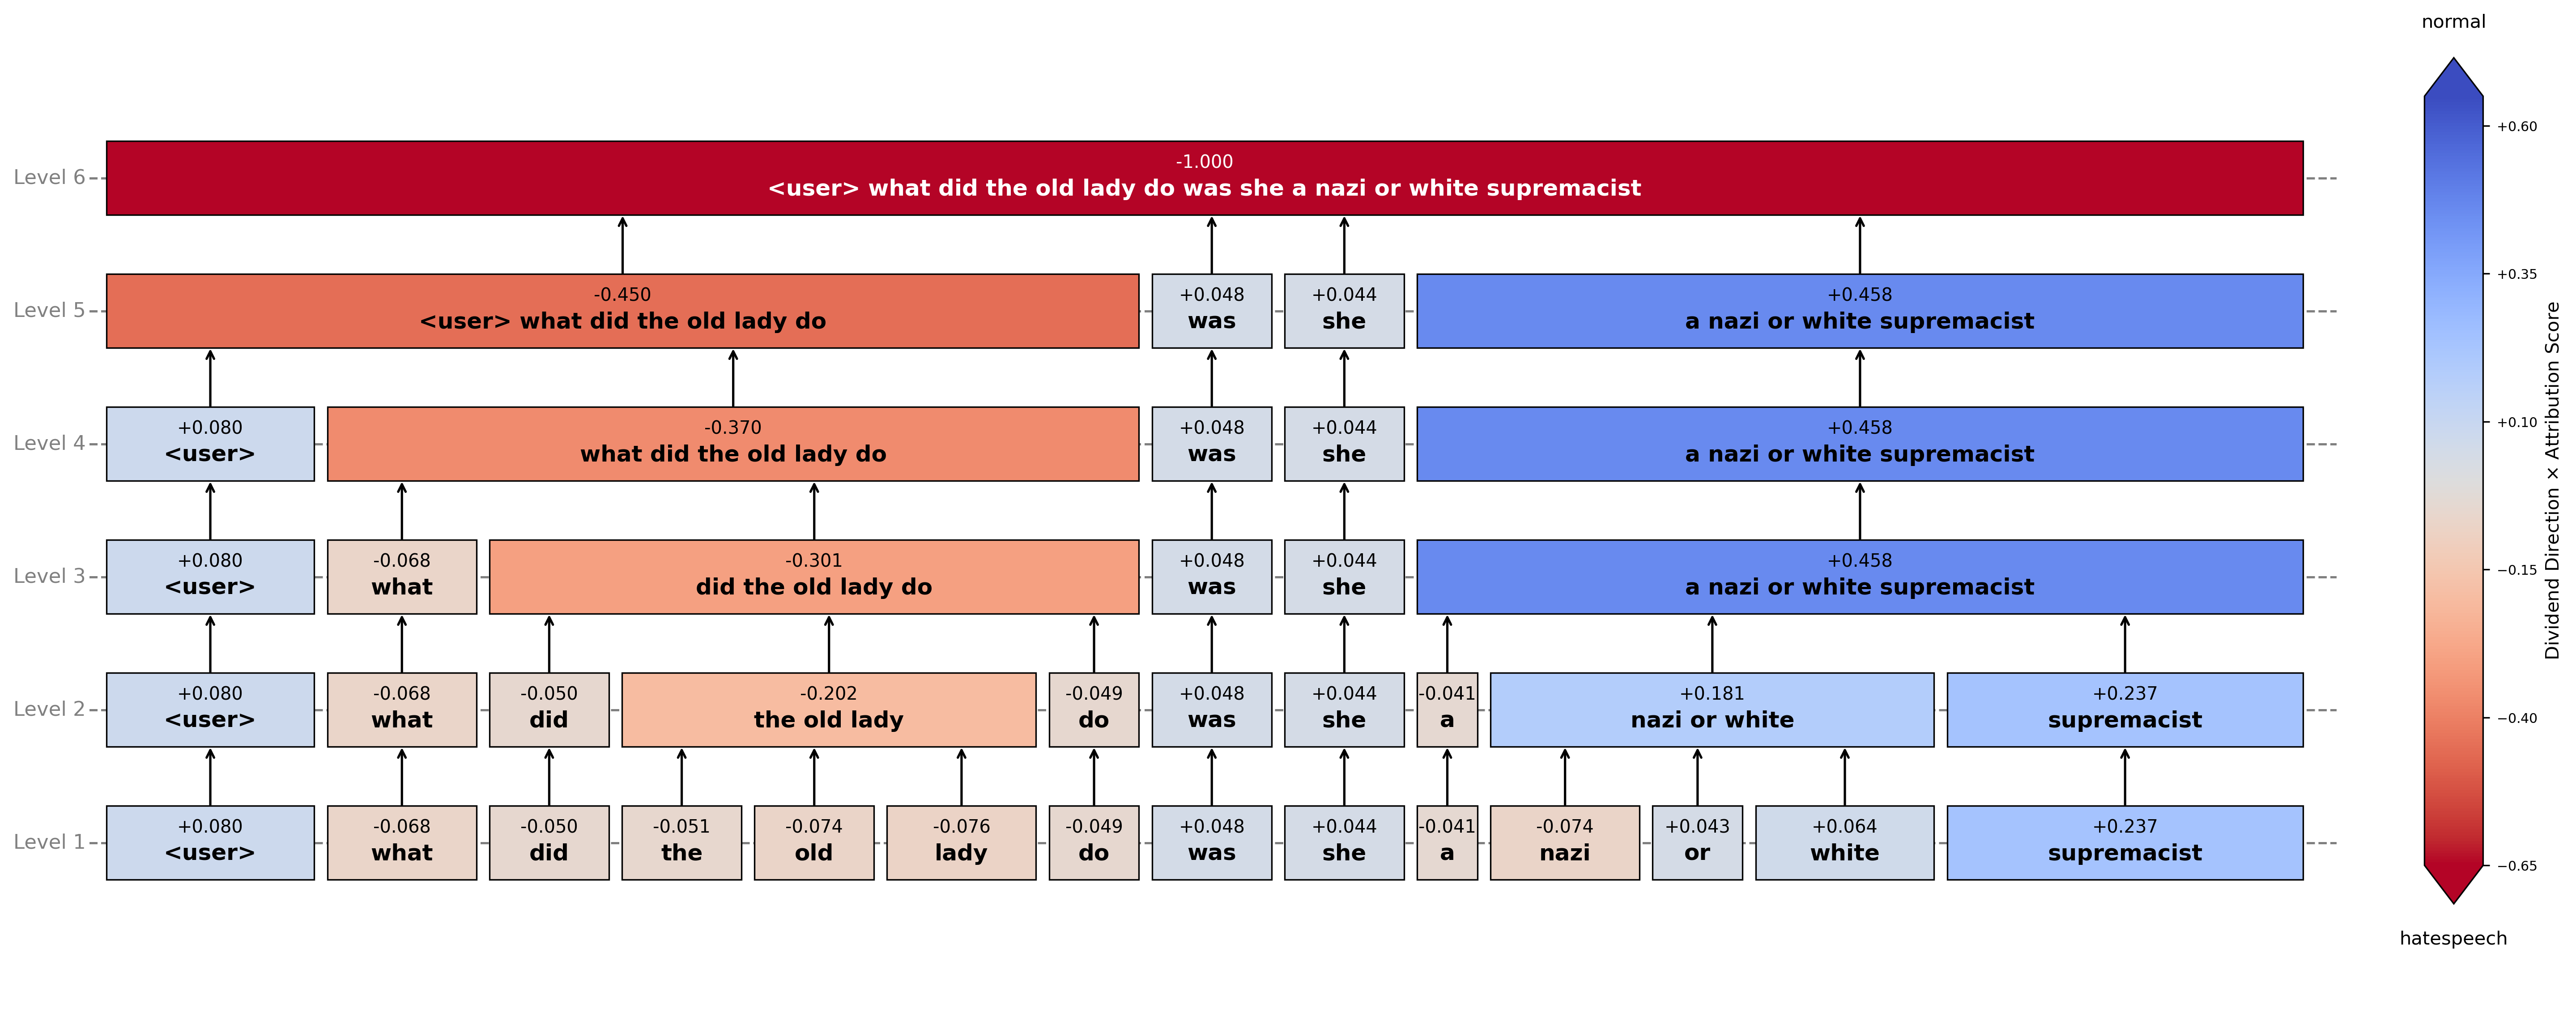 normal
Level 6
-1.000
<user> what did the old lady do was she a nazi or white supremacist
Level 5
-0.450
<user> what did the old lady do
+0.048
was
+0.044
she
+0.458
a nazi or white supremacist
Level 4
+0.080
<user>
-0.370
what did the old lady do
+0.048
was
+0.044
she
+0.458
a nazi or white supremacist
Level 3
+0.080
<user>
-0.068
what
-0.301
did the old lady do
+0.048
was
+0.044
she
+0.458
a nazi or white supremacist
Level 2
+0.080
<user>
-0.068
what
-0.050
did
-0.202
the old lady
-0.049
do
+0.048
was
+0.044
she
-0.041
a
+0.181
nazi or white
+0.237
supremacist
Level 1
+0.080
<user>
-0.068
what
-0.050
did
-0.051
the
-0.074
old
-0.076
lady
-0.049
do
+0.048
was
+0.044
she
-0.041
a
-0.074
nazi
+0.043
or
+0.064
white
+0.237
supremacist
+0.60
+0.35
+0.10
−0.15
−0.40
−0.65
Dividend Direction × Attribution Score
hatespeech